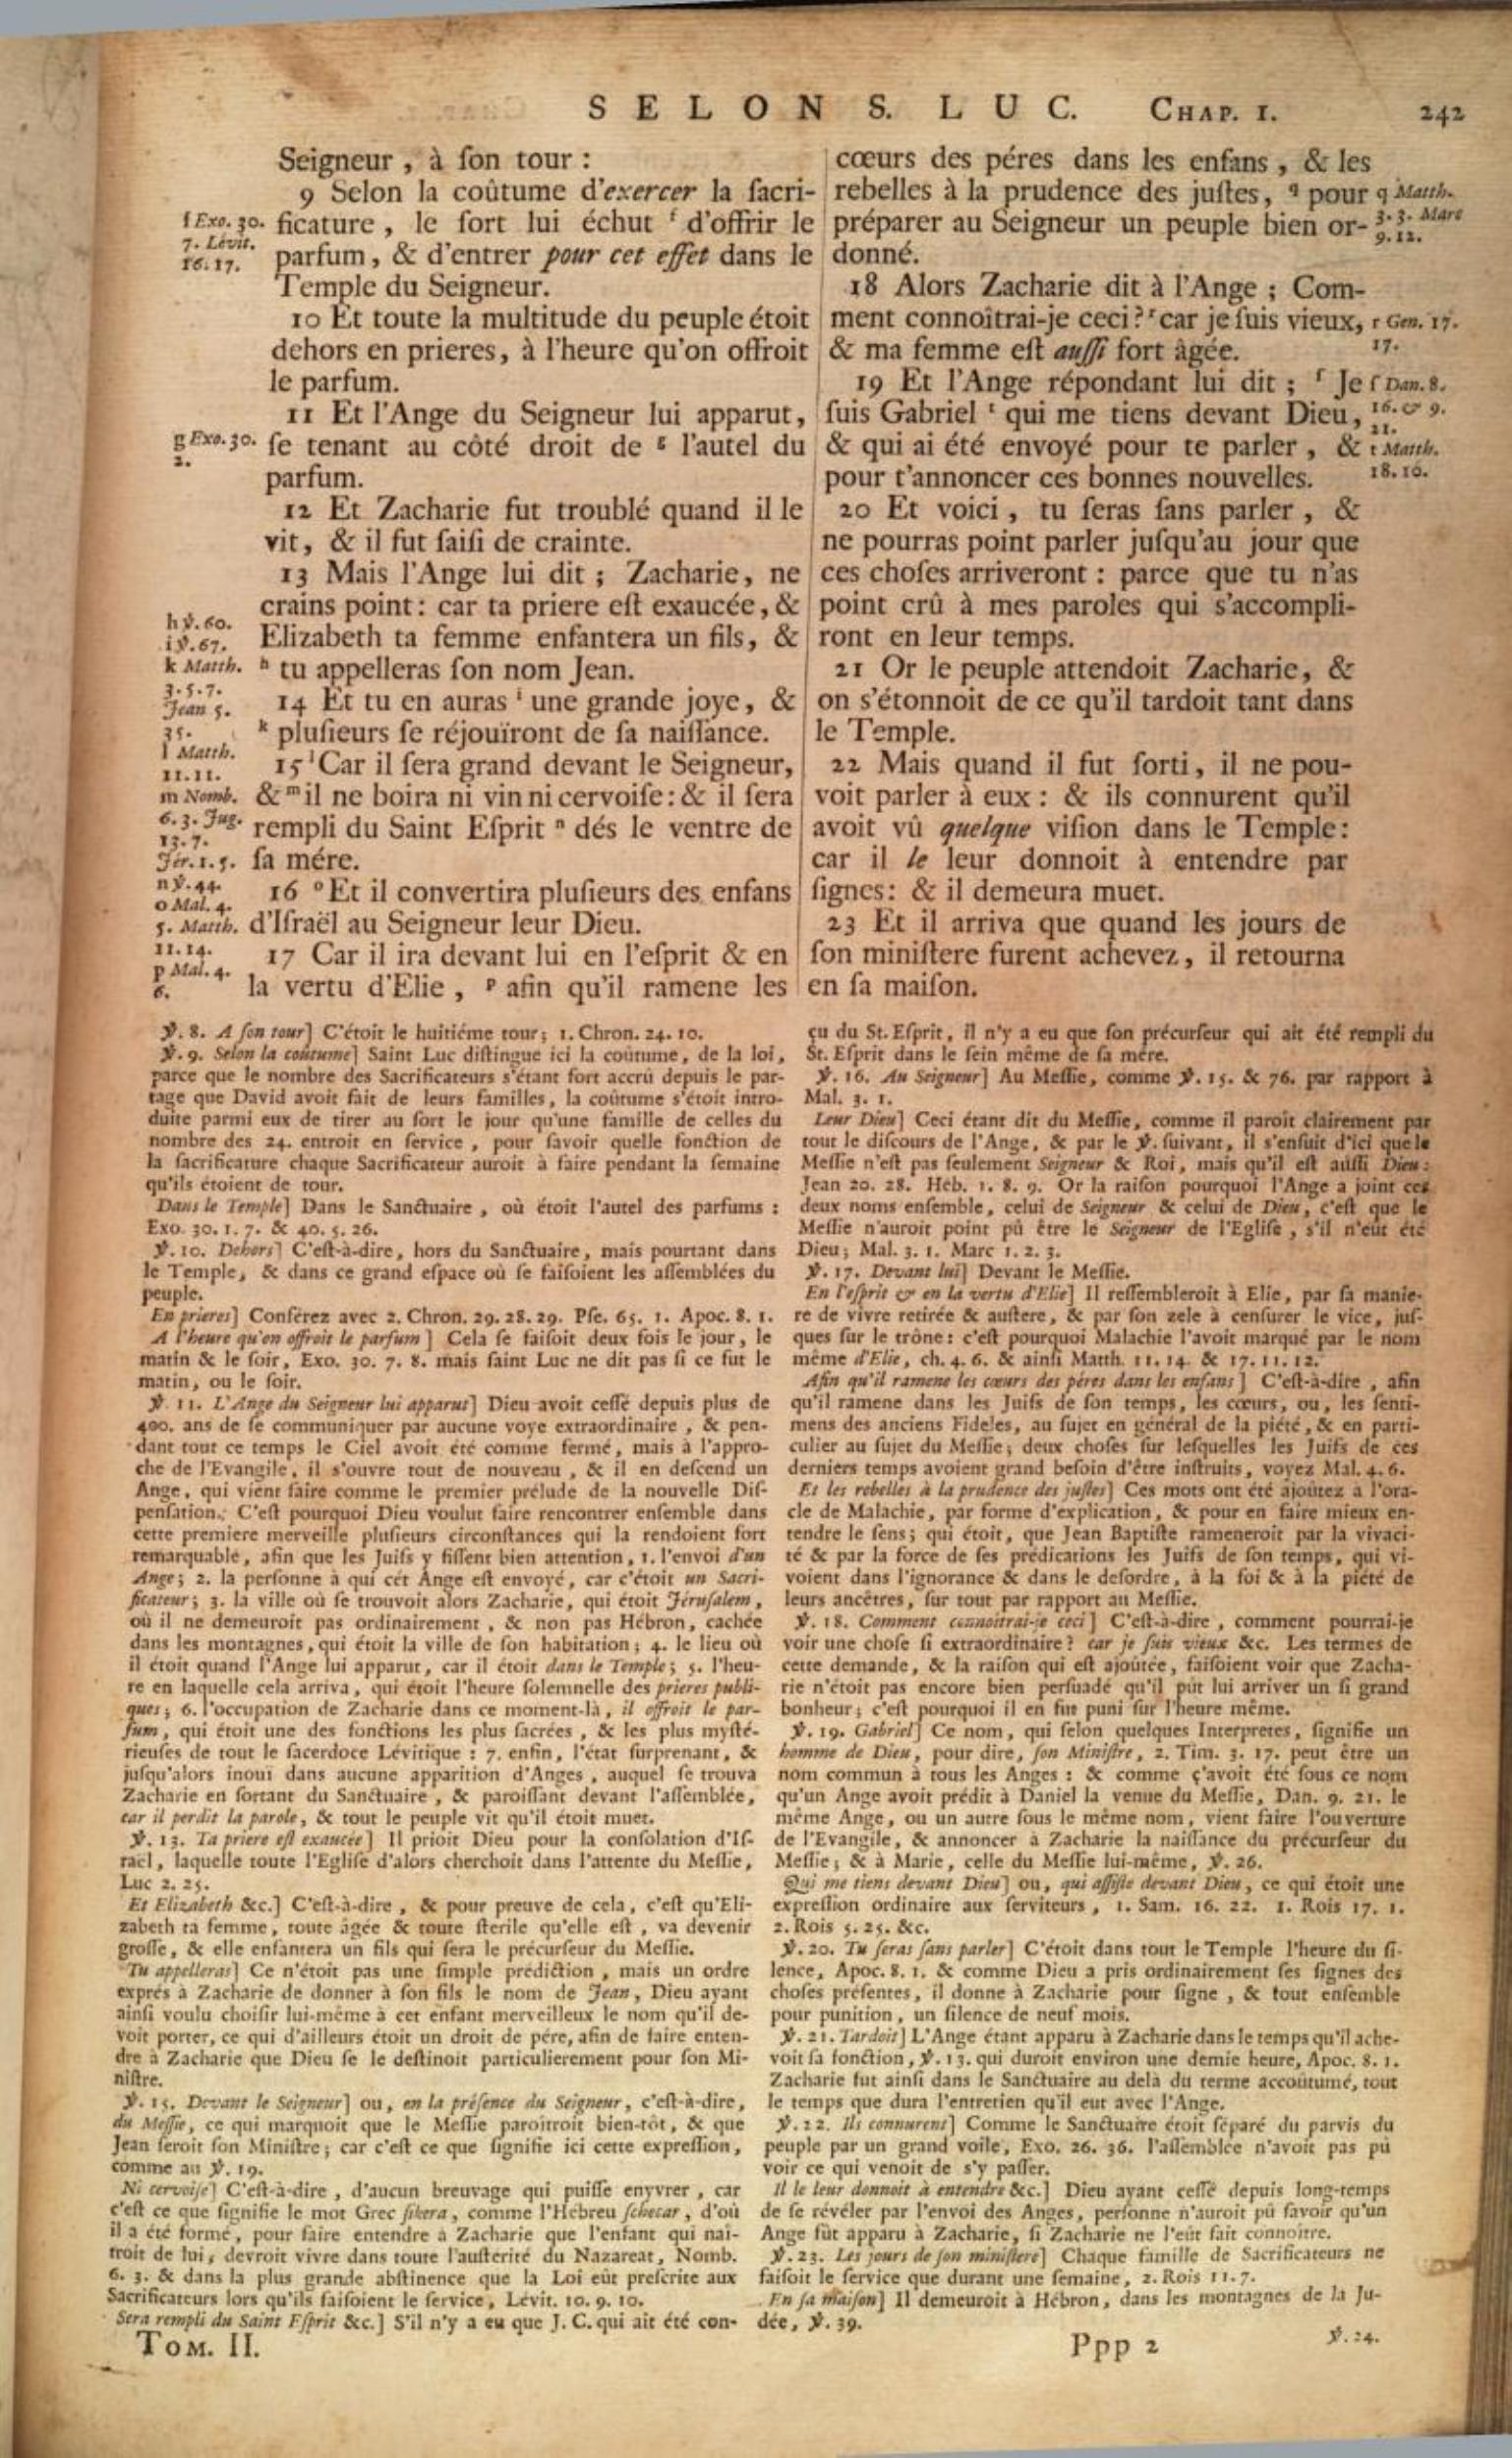 SELON S. LUC. CHAP. I. 242
Seigneur, à ſon tour :
9 Selon la coûtume d'exercer la ſacri-
ficature, le ſort lui échut ᶠ d'offrir le
parfum, & d'entrer pour cet effet dans le
Temple du Seigneur.
10 Et toute la multitude du peuple étoit
dehors en prieres, à l'heure qu'on offroit
le parfum.
11 Et l'Ange du Seigneur lui apparut,
ſe tenant au côté droit de ᵍ l'autel du
parfum.
12 Et Zacharie fut troublé quand il le
vit, & il fut ſaiſi de crainte.
13 Mais l'Ange lui dit ; Zacharie, ne
crains point : car ta priere eſt exaucée, &
Elizabeth ta femme enfantera un fils, &
ʰ tu appelleras ſon nom Jean.
14 Et tu en auras ⁱ une grande joye, &
ᵏ pluſieurs ſe réjouïront de ſa naiſſance.
15 ˡ Car il ſera grand devant le Seigneur,
& ᵐ il ne boira ni vin ni cervoiſe : & il ſera
rempli du Saint Eſprit ⁿ dés le ventre de
ſa mére.
16 ᵒ Et il convertira pluſieurs des enfans
d'Iſraël au Seigneur leur Dieu.
17 Car il ira devant lui en l'eſprit & en
la vertu d'Elie, ᵖ afin qu'il ramene les
f Exo. 30.
7. Lévit.
16. 17.
g Exo. 30.
2.
h ℣. 60.
i ℣. 67.
k Matth.
3. 5. 7.
Jean 5.
35.
l Matth.
11. 11.
m Nomb.
6. 3. Jug.
13. 7.
Jér. 1. 5.
n ℣. 44.
o Mal. 4.
5. Matth.
11. 14.
p Mal. 4.
6.
cœurs des péres dans les enfans, & les
rebelles à la prudence des juſtes, q pour
préparer au Seigneur un peuple bien or-
donné.
18 Alors Zacharie dit à l'Ange ; Com-
ment connoîtrai-je ceci ? ʳ car je ſuis vieux,
& ma femme eſt auſſi fort âgée.
19 Et l'Ange répondant lui dit ; ſ Je
ſuis Gabriel ᵗ qui me tiens devant Dieu,
& qui ai été envoyé pour te parler, &
pour t'annoncer ces bonnes nouvelles.
20 Et voici, tu ſeras ſans parler, &
ne pourras point parler juſqu'au jour que
ces choſes arriveront : parce que tu n'as
point crû à mes paroles qui s'accompli-
ront en leur temps.
21 Or le peuple attendoit Zacharie, &
on s'étonnoit de ce qu'il tardoit tant dans
le Temple.
22 Mais quand il fut ſorti, il ne pou-
voit parler à eux : & ils connurent qu'il
avoit vû quelque viſion dans le Temple :
car il le leur donnoit à entendre par
ſignes : & il demeura muet.
23 Et il arriva que quand les jours de
ſon miniſtere furent achevez, il retourna
en ſa maiſon.
q Matth.
3. 3. Marc
9. 12.
r Gen. 17.
17.
ſ Dan. 8.
16. & 9.
21.
t Matth.
18. 10.
℣. 8. A ſon tour] C'étoit le huitiéme tour ; 1. Chron. 24. 10.
℣. 9. Selon la coûtume] Saint Luc diſtingue ici la coûtume, de la loi,
parce que le nombre des Sacrificateurs s'étant fort accrû depuis le par-
tage que David avoit fait de leurs familles, la coûtume s'étoit intro-
duite parmi eux de tirer au ſort le jour qu'une famille de celles du
nombre des 24. entroit en ſervice, pour ſavoir quelle fonction de
la ſacrificature chaque Sacrificateur auroit à faire pendant la ſemaine
qu'ils étoient de tour.
Dans le Temple] Dans le Sanctuaire, où étoit l'autel des parfums :
Exo. 30. 1. 7. & 40. 5. 26.
℣. 10. Dehors] C'eſt-à-dire, hors du Sanctuaire, mais pourtant dans
le Temple, & dans ce grand eſpace où ſe faiſoient les aſſemblées du
peuple.
En prieres] Conférez avec 2. Chron. 29. 28. 29. Pſe. 65. 1. Apoc. 8. 1.
A l'heure qu'on offroit le parfum] Cela ſe faiſoit deux fois le jour, le
matin & le ſoir, Exo. 30. 7. 8. mais ſaint Luc ne dit pas ſi ce fut le
matin, ou le ſoir.
℣. 11. L'Ange du Seigneur lui apparut] Dieu avoit ceſſé depuis plus de
400. ans de ſe communiquer par aucune voye extraordinaire, & pen-
dant tout ce temps le Ciel avoit été comme fermé, mais à l'appro-
che de l'Evangile, il s'ouvre tout de nouveau, & il en deſcend un
Ange, qui vient faire comme le premier prélude de la nouvelle Diſ-
penſation. C'eſt pourquoi Dieu voulut faire rencontrer enſemble dans
cette premiere merveille pluſieurs circonſtances qui la rendoient fort
remarquable, afin que les Juifs y fiſſent bien attention, 1. l'envoi d'un
Ange ; 2. la perſonne à qui cét Ange eſt envoyé, car c'étoit un Sacri-
ficateur ; 3. la ville où ſe trouvoit alors Zacharie, qui étoit Jéruſalem,
où il ne demeuroit pas ordinairement, & non pas Hébron, cachée
dans les montagnes, qui étoit la ville de ſon habitation ; 4. le lieu où
il étoit quand l'Ange lui apparut, car il étoit dans le Temple ; 5. l'heu-
re en laquelle cela arriva, qui étoit l'heure ſolemnelle des prieres publi-
ques ; 6. l'occupation de Zacharie dans ce moment-là, il offroit le par-
fum, qui étoit une des fonctions les plus ſacrées, & les plus myſté-
rieuſes de tout le ſacerdoce Lévitique : 7. enfin, l'état ſurprenant, &
juſqu'alors inouï dans aucune apparition d'Anges, auquel ſe trouva
Zacharie en ſortant du Sanctuaire, & paroiſſant devant l'aſſemblée,
car il perdit la parole, & tout le peuple vit qu'il étoit muet.
℣. 13. Ta priere eſt exaucée] Il prioit Dieu pour la conſolation d'Iſ-
raël, laquelle toute l'Egliſe d'alors cherchoit dans l'attente du Meſſie,
Luc 2. 25.
Et Elizabeth &c.] C'eſt-à-dire, & pour preuve de cela, c'eſt qu'Eli-
zabeth ta femme, toute âgée & toute ſterile qu'elle eſt, va devenir
groſſe, & elle enfantera un fils qui ſera le précurſeur du Meſſie.
Tu appelleras] Ce n'étoit pas une ſimple prédiction, mais un ordre
exprés à Zacharie de donner à ſon fils le nom de Jean, Dieu ayant
ainſi voulu choiſir lui-même à cet enfant merveilleux le nom qu'il de-
voit porter, ce qui d'ailleurs étoit un droit de pére, afin de faire enten-
dre à Zacharie que Dieu ſe le deſtinoit particulierement pour ſon Mi-
niſtre.
℣. 15. Devant le Seigneur] ou, en la préſence du Seigneur, c'eſt-à-dire,
du Meſſie, ce qui marquoit que le Meſſie paroîtroit bien-tôt, & que
Jean ſeroit ſon Miniſtre ; car c'eſt ce que ſignifie ici cette expreſſion,
comme au ℣. 19.
Ni cervoiſe] C'eſt-à-dire, d'aucun breuvage qui puiſſe enyvrer, car
c'eſt ce que ſignifie le mot Grec ſikera, comme l'Hébreu ſchecar, d'où
il a été formé, pour faire entendre à Zacharie que l'enfant qui naî-
troit de lui, devroit vivre dans toute l'auſterité du Nazareat, Nomb.
6. 3. & dans la plus grande abſtinence que la Loi eût preſcrite aux
Sacrificateurs lors qu'ils faiſoient le ſervice, Lévit. 10. 9. 10.
Sera rempli du Saint Eſprit &c.] S'il n'y a eu que J. C. qui ait été con-
çu du St. Eſprit, il n'y a eu que ſon précurſeur qui ait été rempli du
St. Eſprit dans le ſein même de ſa mére.
℣. 16. Au Seigneur] Au Meſſie, comme ℣. 15. & 76. par rapport à
Mal. 3. 1.
Leur Dieu] Ceci étant dit du Meſſie, comme il paroît clairement par
tout le diſcours de l'Ange, & par le ℣. ſuivant, il s'enſuit d'ici que le
Meſſie n'eſt pas ſeulement Seigneur & Roi, mais qu'il eſt auſſi Dieu :
Jean 20. 28. Héb. 1. 8. 9. Or la raiſon pourquoi l'Ange a joint ces
deux noms enſemble, celui de Seigneur & celui de Dieu, c'eſt que le
Meſſie n'auroit point pû être le Seigneur de l'Egliſe, s'il n'eût été
Dieu ; Mal. 3. 1. Marc 1. 2. 3.
℣. 17. Devant lui] Devant le Meſſie.
En l'eſprit & en la vertu d'Elie] Il reſſembleroit à Elie, par ſa manie-
re de vivre retirée & auſtere, & par ſon zele à cenſurer le vice, juſ-
ques ſur le trône : c'eſt pourquoi Malachie l'avoit marqué par le nom
même d'Elie, ch. 4. 6. & ainſi Matth. 11. 14. & 17. 11. 12.
Afin qu'il ramene les cœurs des péres dans les enfans] C'eſt-à-dire, afin
qu'il ramene dans les Juifs de ſon temps, les cœurs, ou, les ſenti-
mens des anciens Fideles, au ſujet en général de la piété, & en parti-
culier au ſujet du Meſſie ; deux choſes ſur leſquelles les Juifs de ces
derniers temps avoient grand beſoin d'être inſtruits, voyez Mal. 4. 6.
Et les rebelles à la prudence des juſtes] Ces mots ont été ajoûtez à l'ora-
cle de Malachie, par forme d'explication, & pour en faire mieux en-
tendre le ſens ; qui étoit, que Jean Baptiſte rameneroit par la vivaci-
té & par la force de ſes prédications les Juifs de ſon temps, qui vi-
voient dans l'ignorance & dans le deſordre, à la foi & à la piété de
leurs ancêtres, ſur tout par rapport au Meſſie.
℣. 18. Comment connoîtrai-je ceci] C'eſt-à-dire, comment pourrai-je
voir une choſe ſi extraordinaire ? car je ſuis vieux &c. Les termes de
cette demande, & la raiſon qui eſt ajoûtée, faiſoient voir que Zacha-
rie n'étoit pas encore bien perſuadé qu'il pût lui arriver un ſi grand
bonheur ; c'eſt pourquoi il en fut puni ſur l'heure même.
℣. 19. Gabriel] Ce nom, qui ſelon quelques Interpretes, ſignifie un
homme de Dieu, pour dire, ſon Miniſtre, 2. Tim. 3. 17. peut être un
nom commun à tous les Anges : & comme ç'avoit été ſous ce nom
qu'un Ange avoit prédit à Daniel la venue du Meſſie, Dan. 9. 21. le
même Ange, ou un autre ſous le même nom, vient faire l'ouverture
de l'Evangile, & annoncer à Zacharie la naiſſance du précurſeur du
Meſſie ; & à Marie, celle du Meſſie lui-même, ℣. 26.
Qui me tiens devant Dieu] ou, qui aſſiſte devant Dieu, ce qui étoit une
expreſſion ordinaire aux ſerviteurs, 1. Sam. 16. 22. 1. Rois 17. 1.
2. Rois 5. 25. &c.
℣. 20. Tu ſeras ſans parler] C'étoit dans tout le Temple l'heure du ſi-
lence, Apoc. 8. 1. & comme Dieu a pris ordinairement ſes ſignes des
choſes préſentes, il donne à Zacharie pour ſigne, & tout enſemble
pour punition, un ſilence de neuf mois.
℣. 21. Tardoit] L'Ange étant apparu à Zacharie dans le temps qu'il ache-
voit ſa fonction, ℣. 13. qui duroit environ une demie heure, Apoc. 8. 1.
Zacharie fut ainſi dans le Sanctuaire au delà du terme accoûtumé, tout
le temps que dura l'entretien qu'il eut avec l'Ange.
℣. 22. Ils connurent] Comme le Sanctuaire étoit ſéparé du parvis du
peuple par un grand voile, Exo. 26. 36. l'aſſemblée n'avoit pas pû
voir ce qui venoit de s'y paſſer.
Il le leur donnoit à entendre &c.] Dieu ayant ceſſé depuis long-temps
de ſe révéler par l'envoi des Anges, perſonne n'auroit pû ſavoir qu'un
Ange fût apparu à Zacharie, ſi Zacharie ne l'eût fait connoître.
℣. 23. Les jours de ſon miniſtere] Chaque famille de Sacrificateurs ne
faiſoit le ſervice que durant une ſemaine, 2. Rois 11. 7.
En ſa maiſon] Il demeuroit à Hébron, dans les montagnes de la Ju-
dée, ℣. 39.
TOM. II. Ppp 2 ℣. 24.